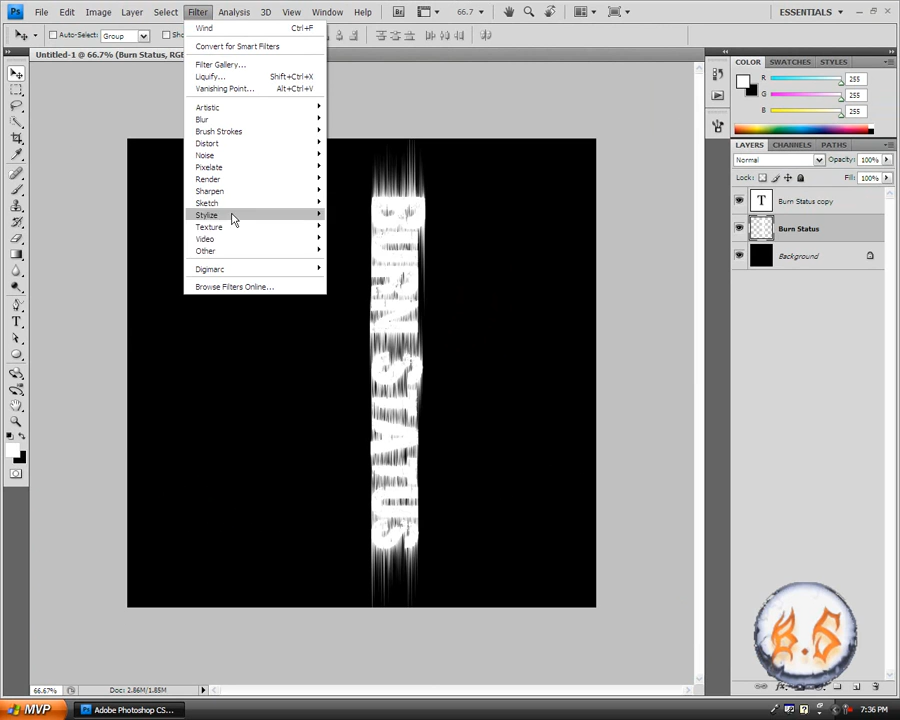 Ps File Edit Image Layer Select Filter Analysis 3D View Window Help Br 66.7 ESSENTIALS
Auto-Select: Group
Untitled-1 @ 66.7% (Burn Status, RGB
Wind Ctrl+F
Convert for Smart Filters
Filter Gallery...
Liquify... Shift+Ctrl+X
Vanishing Point... Alt+Ctrl+V
Artistic
Blur
Brush Strokes
Distort
Noise
Pixelate
Render
Sharpen
Sketch
Stylize
Texture
Video
Other
Digimarc
Browse Filters Online...
BURN STATUS
COLOR SWATCHES STYLES
R 255
G 255
B 255
LAYERS CHANNELS PATHS
Normal Opacity: 100%
Lock: Fill: 100%
T Burn Status copy
Burn Status
Background
B.S
66.67% Doc: 2.86M/1.85M
MVP Adobe Photoshop CS... 7:36 PM